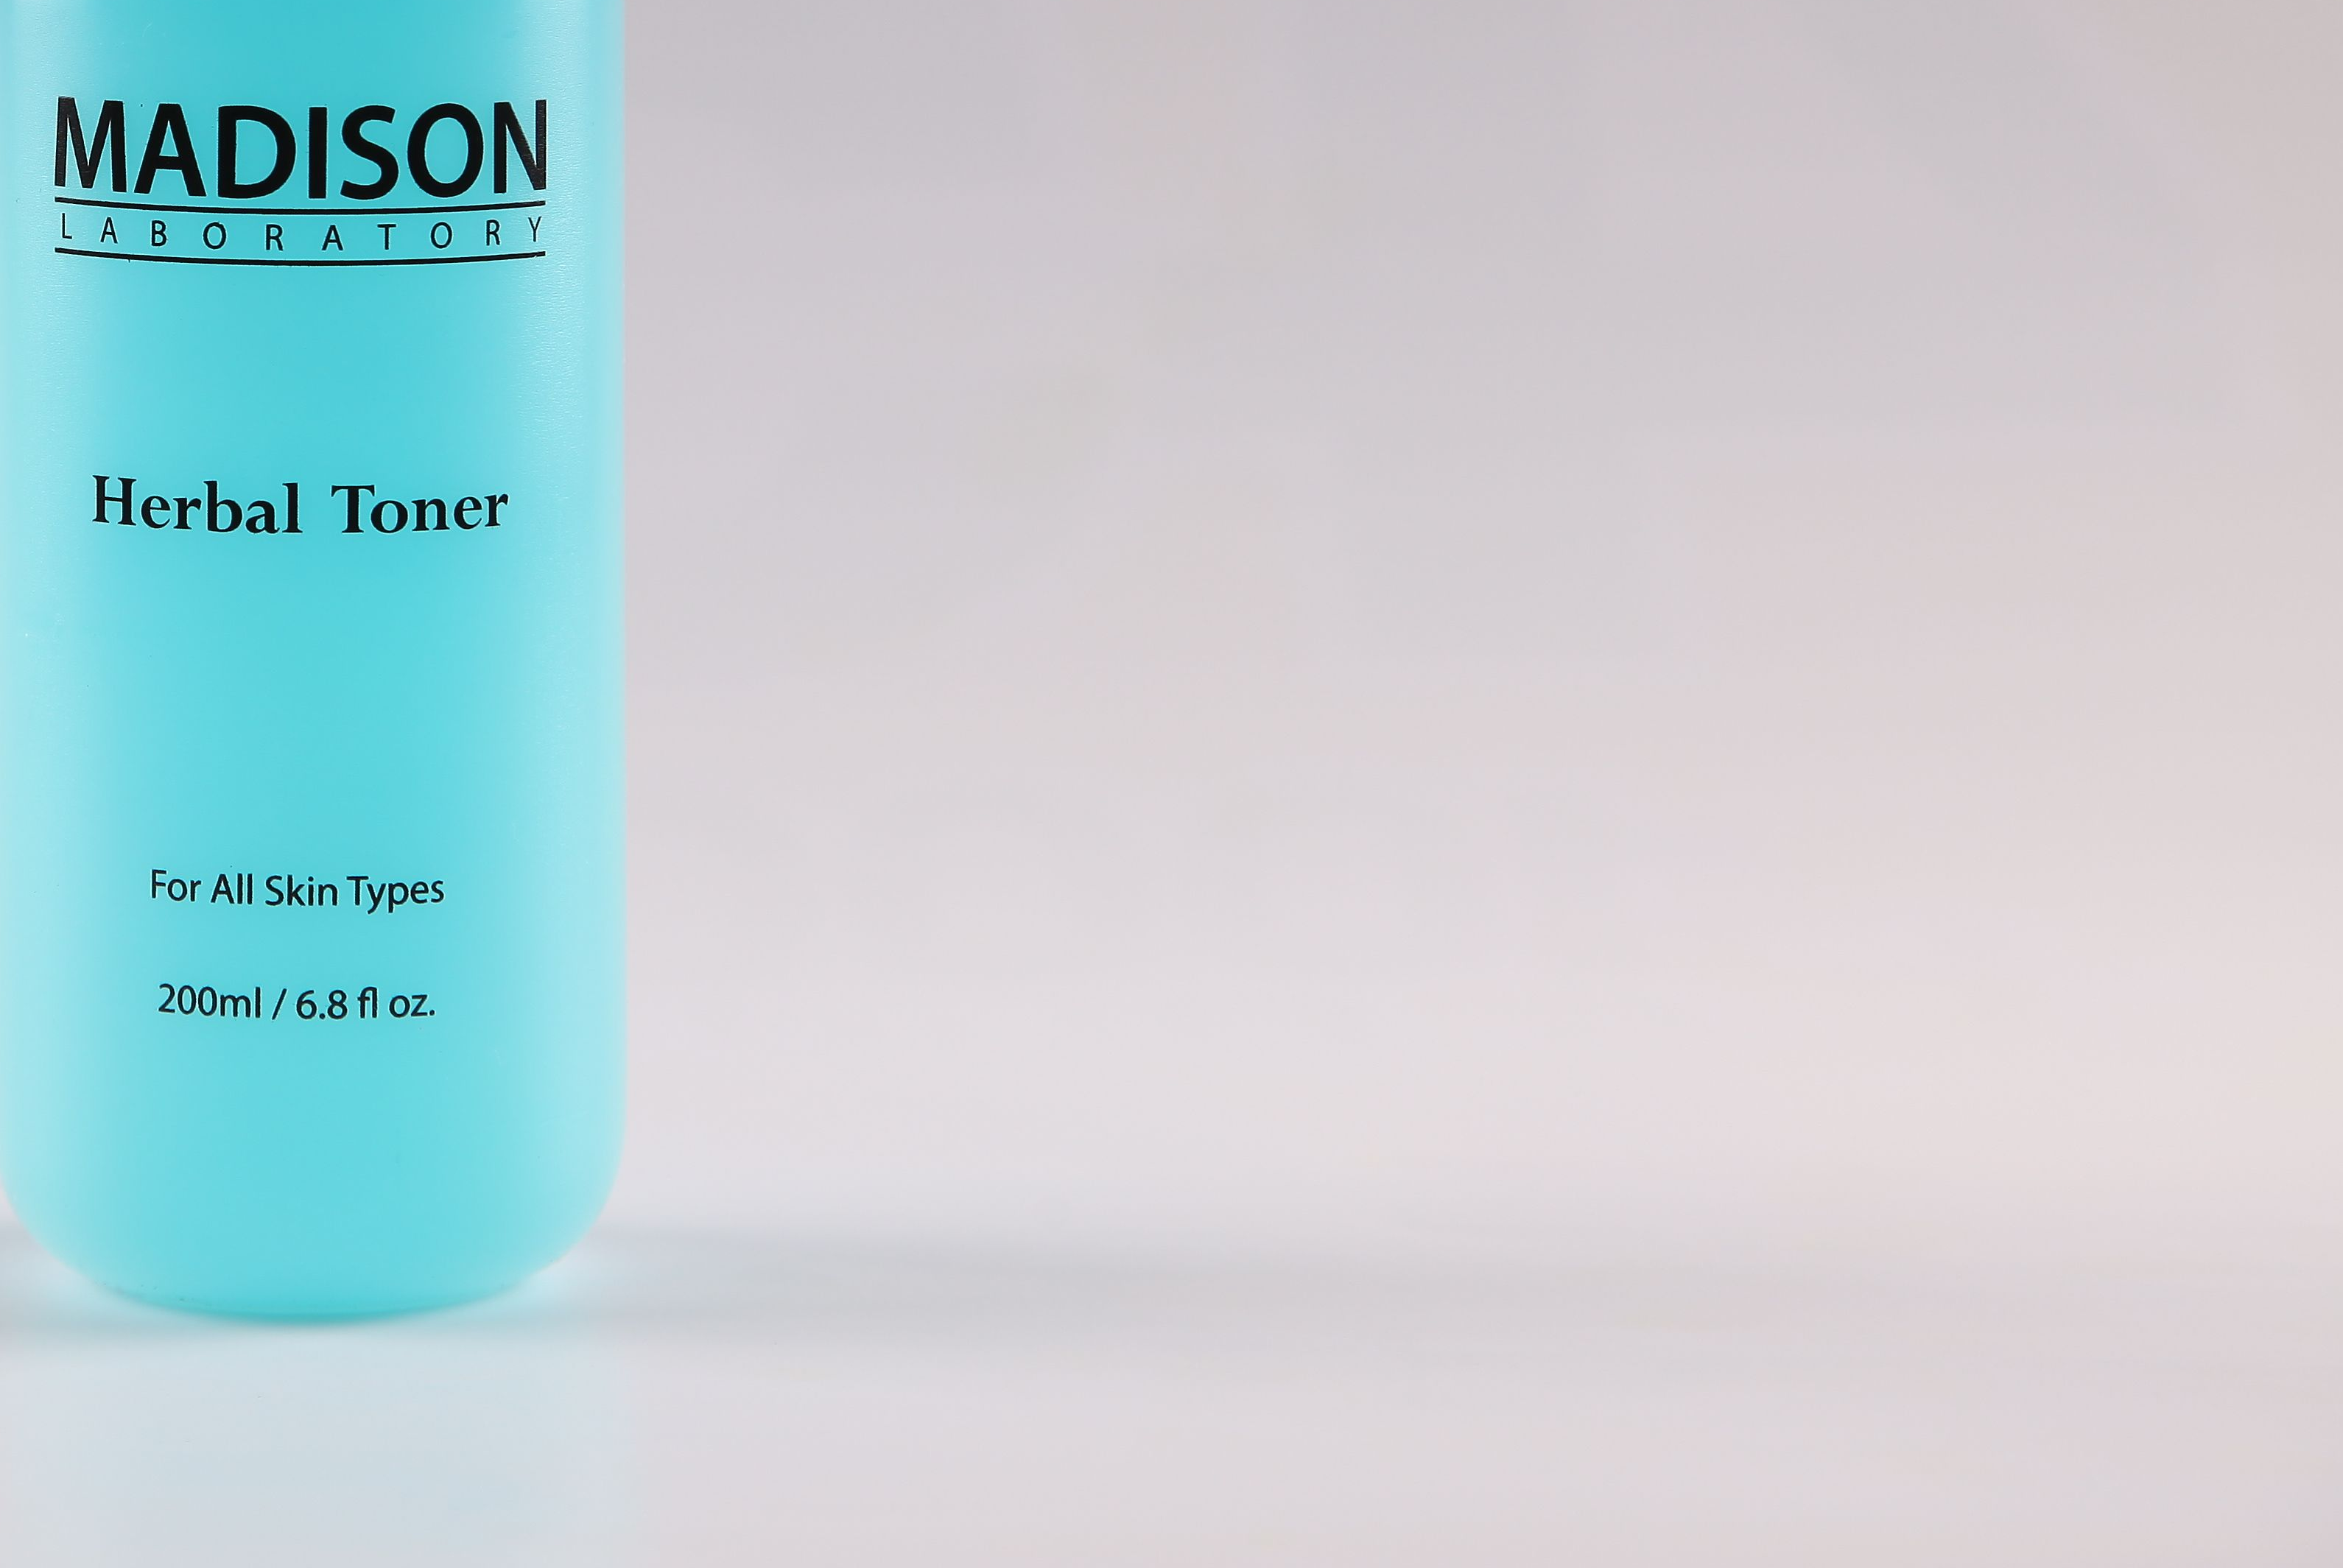 MADISON
LABORATORY
Herbal Toner
For All Skin Types
200ml / 6.8 fl oz.